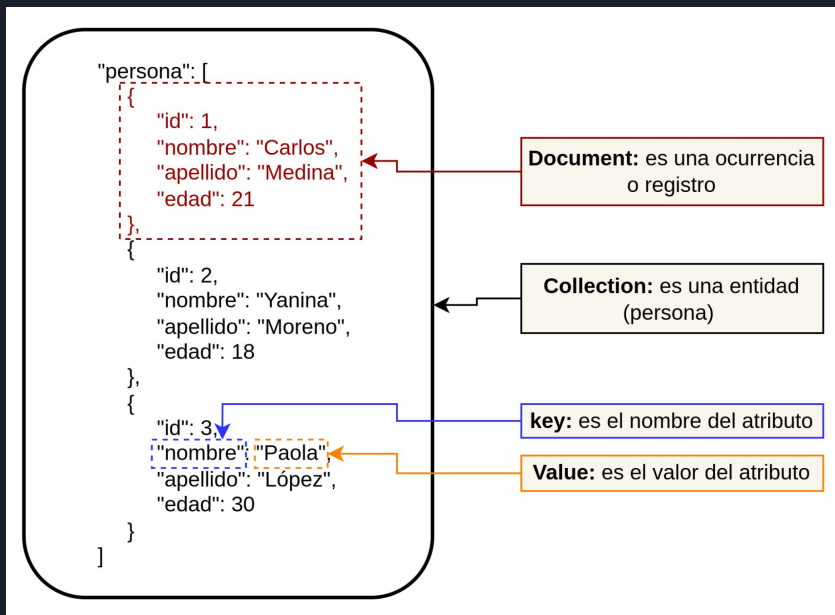 "persona": [
{
"id": 1,
"nombre": "Carlos",
"apellido": "Medina",
"edad": 21
},
{
"id": 2,
"nombre": "Yanina",
"apellido": "Moreno",
"edad": 18
},
{
"id": 3,
"nombre": "Paola",
"apellido": "López",
"edad": 30
}
]
Document: es una ocurrencia
o registro
Collection: es una entidad
(persona)
key: es el nombre del atributo
Value: es el valor del atributo